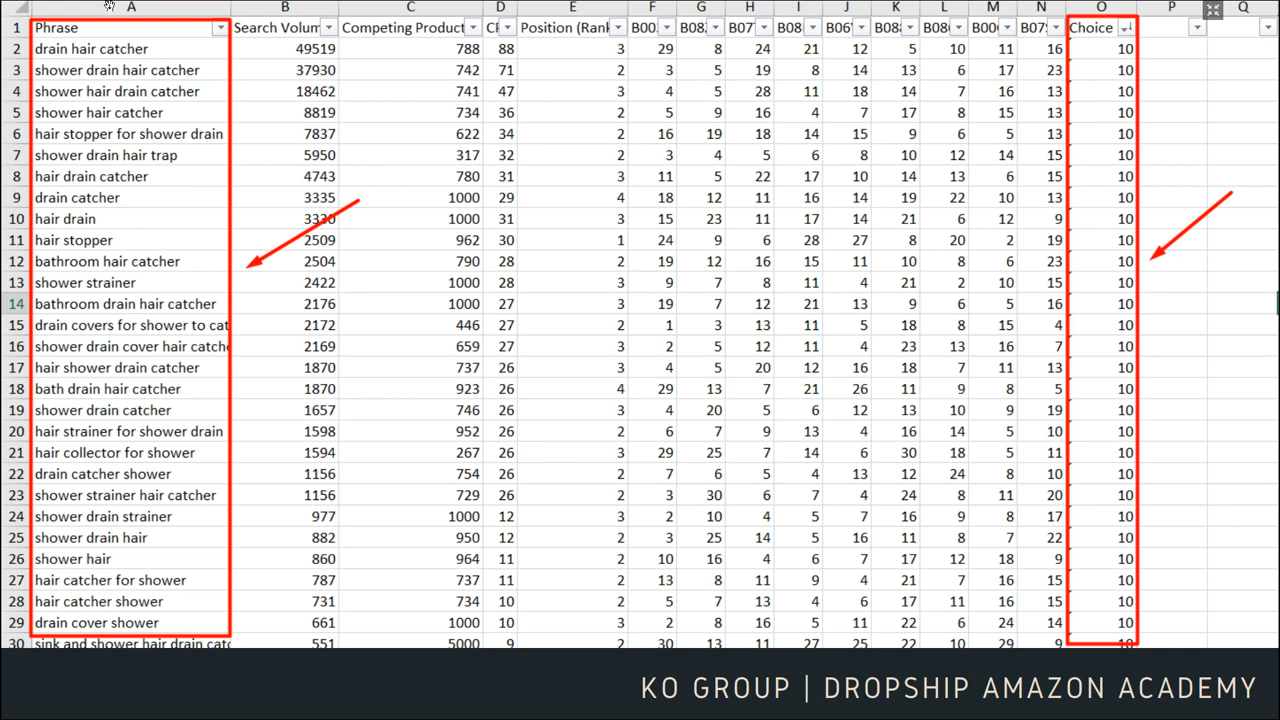 A B C D E F G H I J K L M N O P Q
1 Phrase Search Volum Competing Product Position (Rank B08 Choice
2 drain hair catcher 49519 788 88 3 29 8 24 21 12 5 10 11 16 10
3 shower drain hair catcher 37930 742 71 2 3 5 19 8 14 13 6 17 23 10
4 shower hair drain catcher 18462 741 47 3 4 5 28 11 18 14 7 16 13 10
5 shower hair catcher 8819 734 36 2 5 9 16 4 7 17 8 15 13 10
6 hair stopper for shower drain 7837 622 34 2 16 19 18 14 15 9 6 5 13 10
7 shower drain hair trap 5950 317 32 2 3 4 5 6 8 10 12 14 15 10
8 hair drain catcher 4743 780 31 3 11 5 22 17 10 14 13 6 15 10
9 drain catcher 3335 1000 29 4 18 12 11 16 14 19 22 10 13 10
10 hair drain 3330 1000 31 3 15 23 11 17 14 21 6 12 9 10
11 hair stopper 2509 962 30 1 24 9 6 28 27 8 20 2 19 10
12 bathroom hair catcher 2504 790 28 2 19 12 16 15 11 10 8 6 23 10
13 shower strainer 2422 1000 28 3 9 7 8 11 4 21 2 10 15 10
14 bathroom drain hair catcher 2176 1000 27 3 19 7 12 21 13 9 6 5 16 10
15 drain covers for shower to cat 2172 446 27 2 1 3 13 11 5 18 8 15 4 10
16 shower drain cover hair catche 2169 659 27 3 2 5 12 11 4 23 13 16 7 10
17 hair shower drain catcher 1870 737 26 3 4 5 20 12 16 18 7 11 13 10
18 bath drain hair catcher 1870 923 26 4 29 13 7 21 26 11 9 8 5 10
19 shower drain catcher 1657 746 26 3 4 20 5 6 12 13 10 9 19 10
20 hair strainer for shower drain 1598 952 26 2 6 7 9 13 4 16 14 5 10 10
21 hair collector for shower 1594 267 26 3 29 25 7 14 6 30 18 5 11 10
22 drain catcher shower 1156 754 26 2 7 6 5 4 13 12 24 8 10 10
23 shower strainer hair catcher 1156 729 26 2 3 30 6 7 4 24 8 11 20 10
24 shower drain strainer 977 1000 12 3 2 10 4 5 7 16 9 8 17 10
25 shower drain hair 882 950 12 2 3 25 14 5 16 11 8 7 22 10
26 shower hair 860 964 11 2 10 16 4 6 7 17 12 18 9 10
27 hair catcher for shower 787 737 11 2 13 8 11 9 4 21 7 16 15 10
28 hair catcher shower 731 734 10 2 5 7 13 4 6 17 11 16 15 10
29 drain cover shower 661 1000 10 3 2 8 16 5 11 22 6 24 14 10
30 sink and shower hair drain catc 551 5000 9 2 30 13 11 27 25 22 10 29 9 10
KO GROUP | DROPSHIP AMAZON ACADEMY